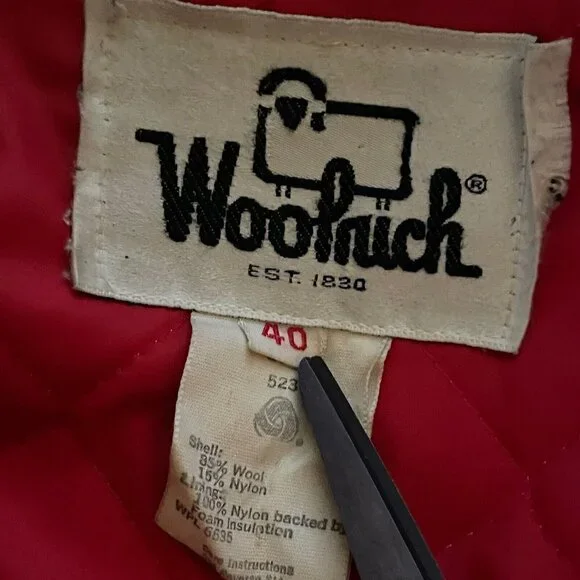 Woolrich®
EST. 1830
40
523
Shell:
85% Wool
15% Nylon
Lining:
100% Nylon backed by
Foam Insulation
WPL 6635
Instructions